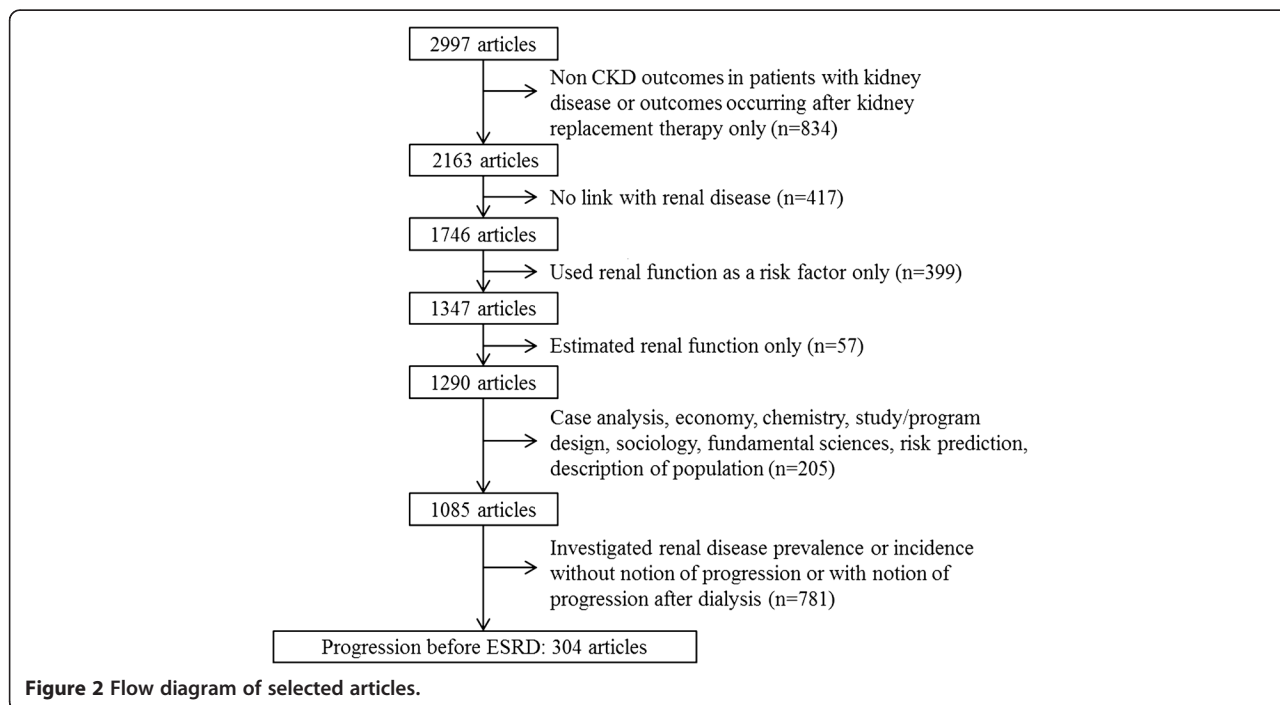 2997 articles
Non CKD outcomes in patients with kidney
disease or outcomes occurring after kidney
replacement therapy only (n=834)
2163 articles
No link with renal disease (n=417)
1746 articles
Used renal function as a risk factor only (n=399)
1347 articles
Estimated renal function only (n=57)
1290 articles
Case analysis, economy, chemistry, study/program
design, sociology, fundamental sciences, risk prediction,
description of population (n=205)
1085 articles
Investigated renal disease prevalence or incidence
without notion of progression or with notion of
progression after dialysis (n=781)
Progression before ESRD: 304 articles
Figure 2 Flow diagram of selected articles.